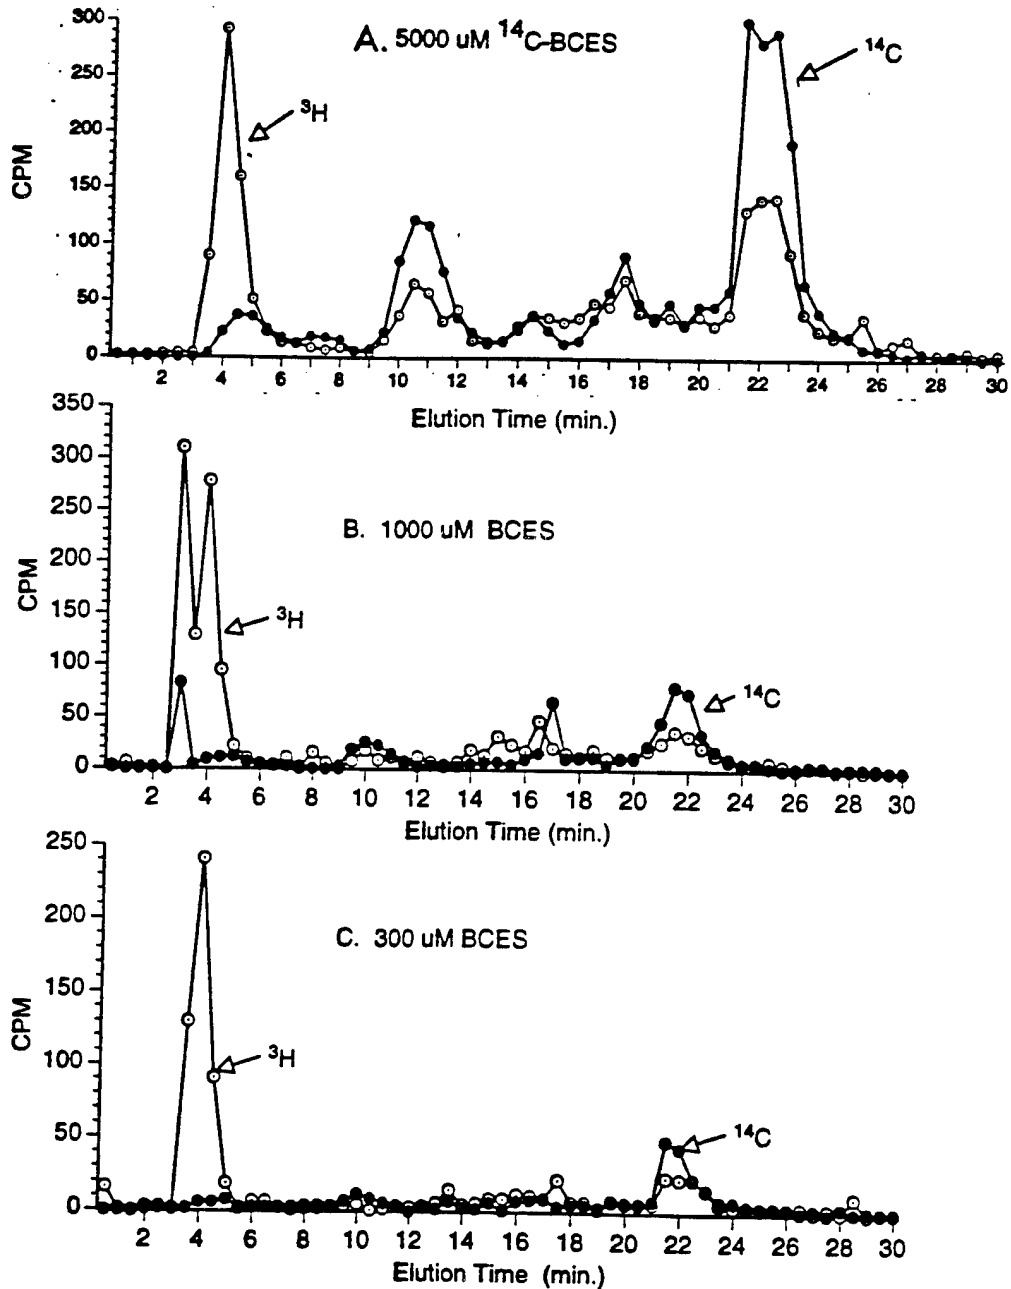 A. 5000 uM ¹⁴C-BCES
300
250
200
150
100
50
0
CPM
³H
¹⁴C
2 4 6 8 10 12 14 16 18 20 22 24 26 28 30
Elution Time (min.)
B. 1000 uM BCES
350
300
250
200
150
100
50
0
CPM
³H
¹⁴C
2 4 6 8 10 12 14 16 18 20 22 24 26 28 30
Elution Time (min.)
C. 300 uM BCES
250
200
150
100
50
0
CPM
³H
¹⁴C
2 4 6 8 10 12 14 16 18 20 22 24 26 28 30
Elution Time (min.)